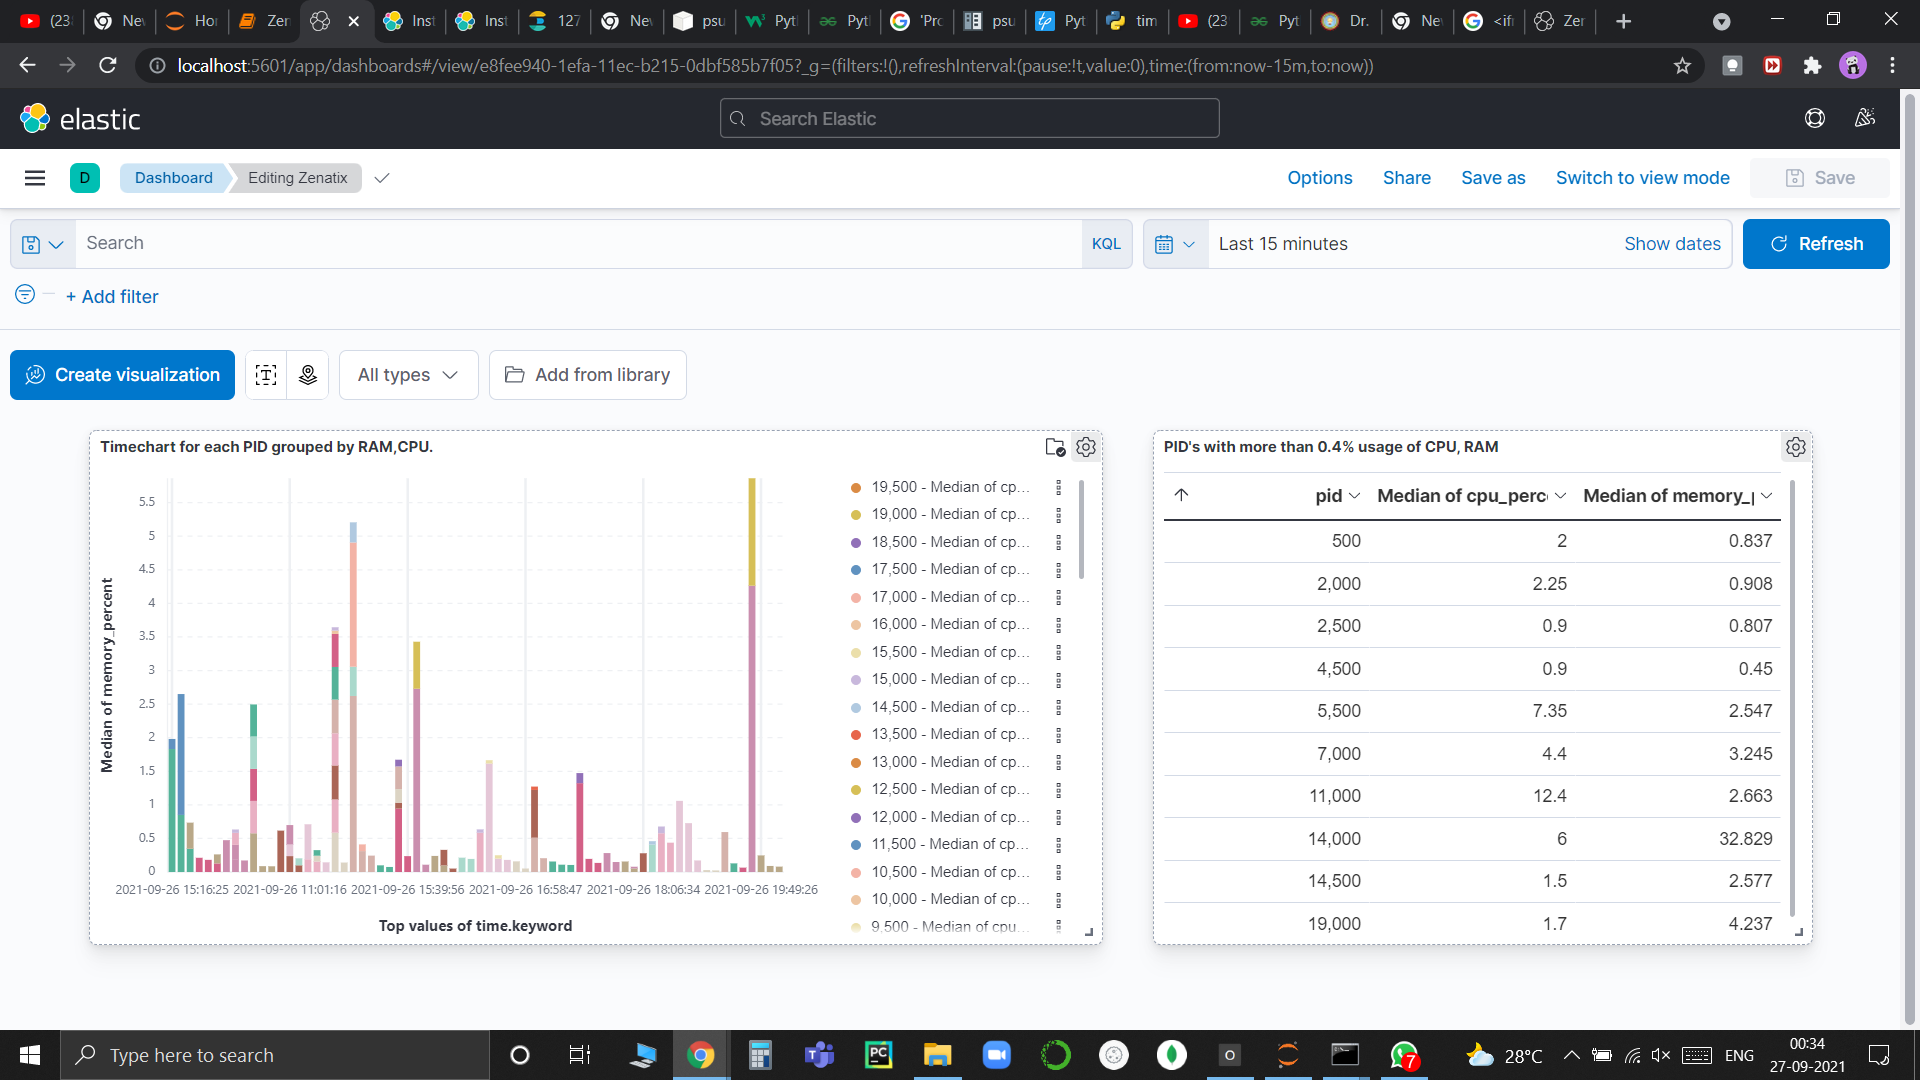 (23 Nev Hor Zer Inst Inst 127 Nev psu Pytl Pytl 'Pro psu Pyt tim (23 Pyt Dr. Nev <ifr Zer
localhost:5601/app/dashboards#/view/e8fee940-1efa-11ec-b215-0dbf585b7f05?_g=(filters:!(),refreshInterval:(pause:!t,value:0),time:(from:now-15m,to:now))
elastic
Search Elastic
D Dashboard Editing Zenatix
Options Share Save as Switch to view mode Save
Search KQL Last 15 minutes Show dates Refresh
+ Add filter
Create visualization All types Add from library
Timechart for each PID grouped by RAM,CPU.
Median of memory_percent
5.5
5
4.5
4
3.5
3
2.5
2
1.5
1
0.5
0
2021-09-26 15:16:25 2021-09-26 11:01:16 2021-09-26 15:39:56 2021-09-26 16:58:47 2021-09-26 18:06:34 2021-09-26 19:49:26
Top values of time.keyword
19,500 - Median of cp...
19,000 - Median of cp...
18,500 - Median of cp...
17,500 - Median of cp...
17,000 - Median of cp...
16,000 - Median of cp...
15,500 - Median of cp...
15,000 - Median of cp...
14,500 - Median of cp...
13,500 - Median of cp...
13,000 - Median of cp...
12,500 - Median of cp...
12,000 - Median of cp...
11,500 - Median of cp...
10,500 - Median of cp...
10,000 - Median of cp...
9,500 - Median of cpu...
PID's with more than 0.4% usage of CPU, RAM
pid Median of cpu_perc Median of memory_
500 2 0.837
2,000 2.25 0.908
2,500 0.9 0.807
4,500 0.9 0.45
5,500 7.35 2.547
7,000 4.4 3.245
11,000 12.4 2.663
14,000 6 32.829
14,500 1.5 2.577
19,000 1.7 4.237
Type here to search
7
28°C
ENG
00:34
27-09-2021